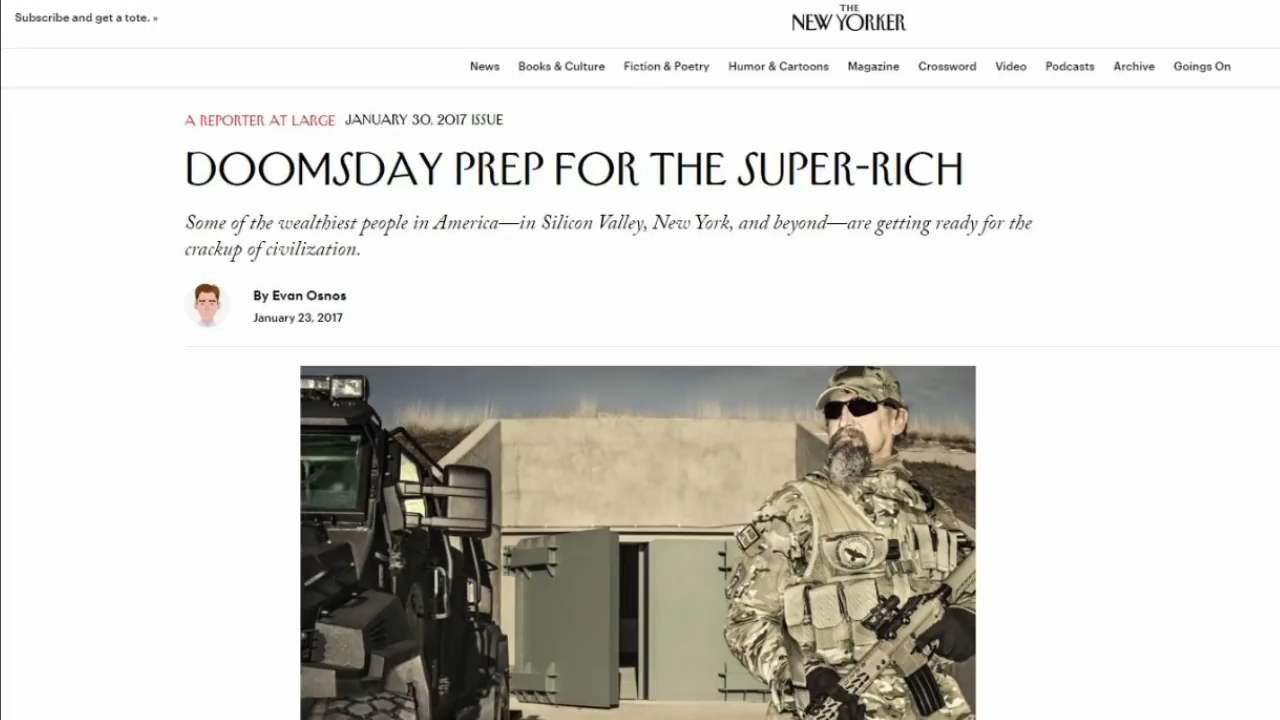 Subscribe and get a tote. »
THE
NEW YORKER
News Books & Culture Fiction & Poetry Humor & Cartoons Magazine Crossword Video Podcasts Archive Goings On
A REPORTER AT LARGE JANUARY 30, 2017 ISSUE
DOOMSDAY PREP FOR THE SUPER-RICH
Some of the wealthiest people in America—in Silicon Valley, New York, and beyond—are getting ready for the
crackup of civilization.
By Evan Osnos
January 23, 2017